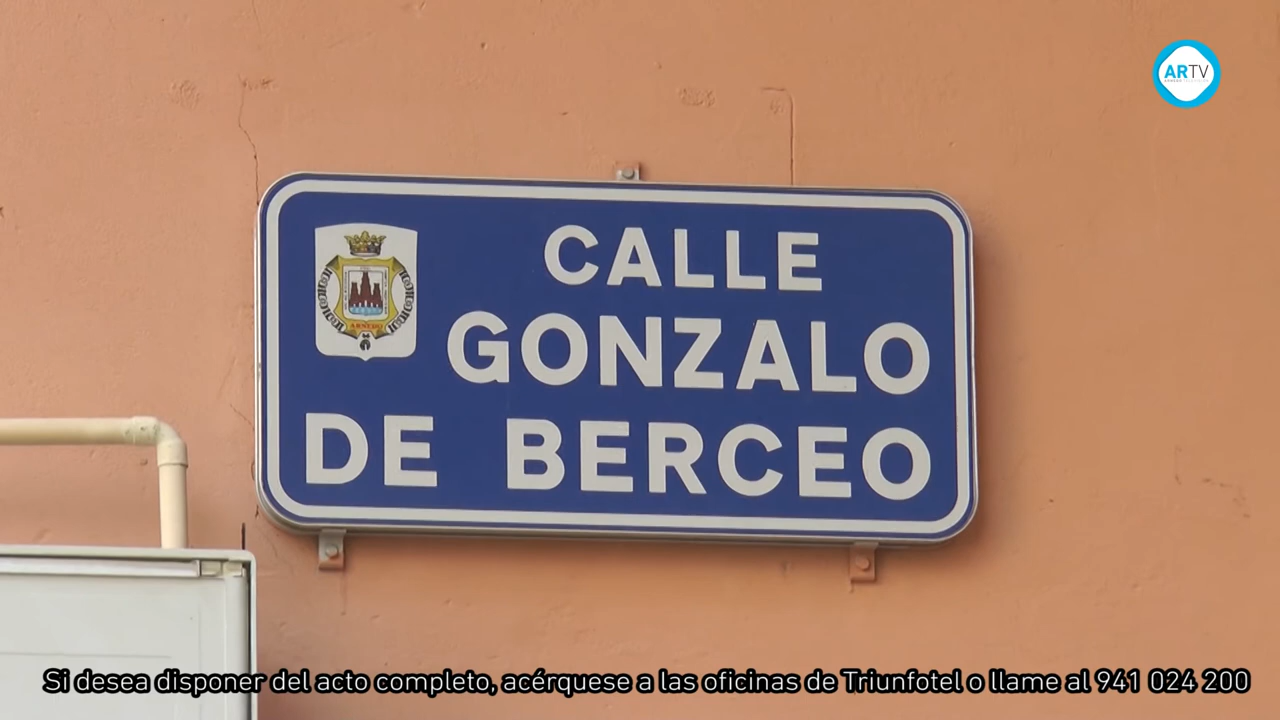 ARTV
CALLE
GONZALO
DE BERCEO
ARNEDO
Si desea disponer del acto completo, acérquese a las oficinas de Triunfotel o llame al 941 024 200